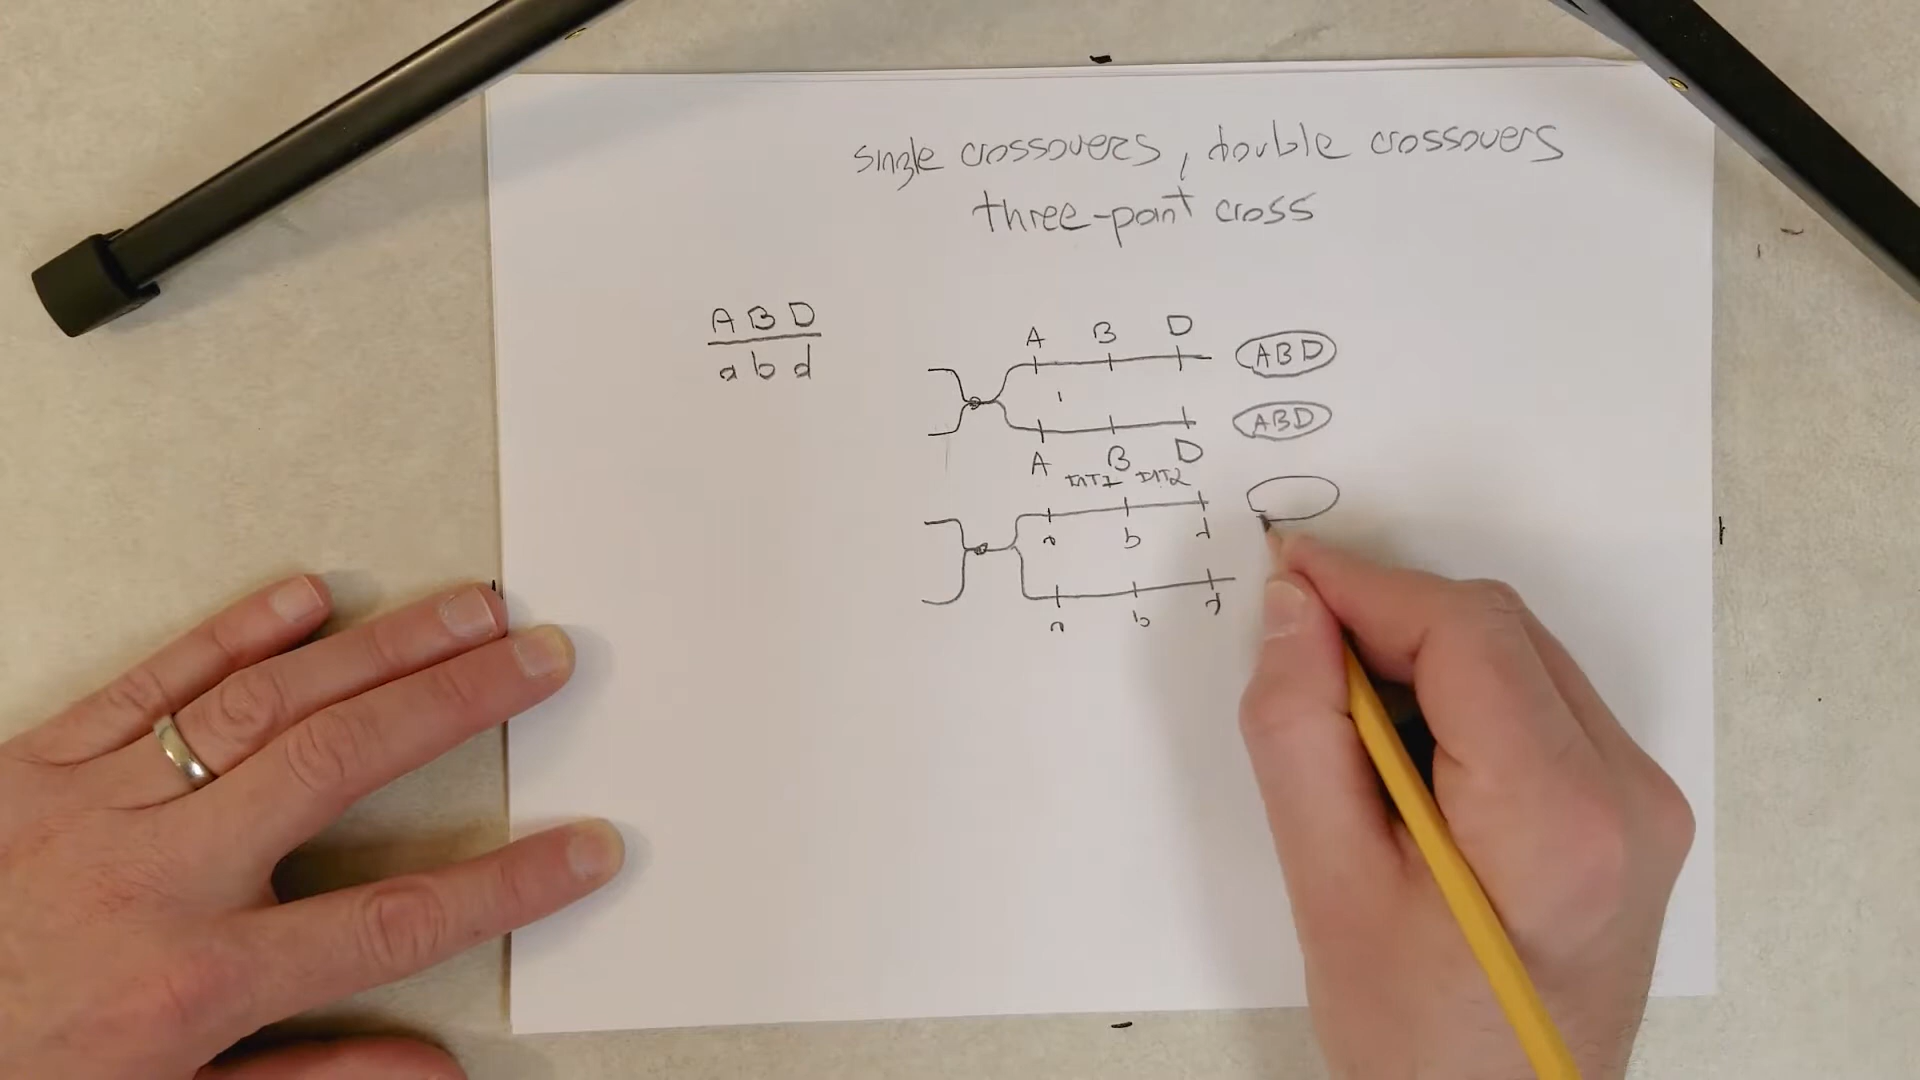 single crossovers, double crossovers
three-point cross
A B D
a b d
A B D
ABD
ABD
A B D
INT1 INT2
a b d
a b d